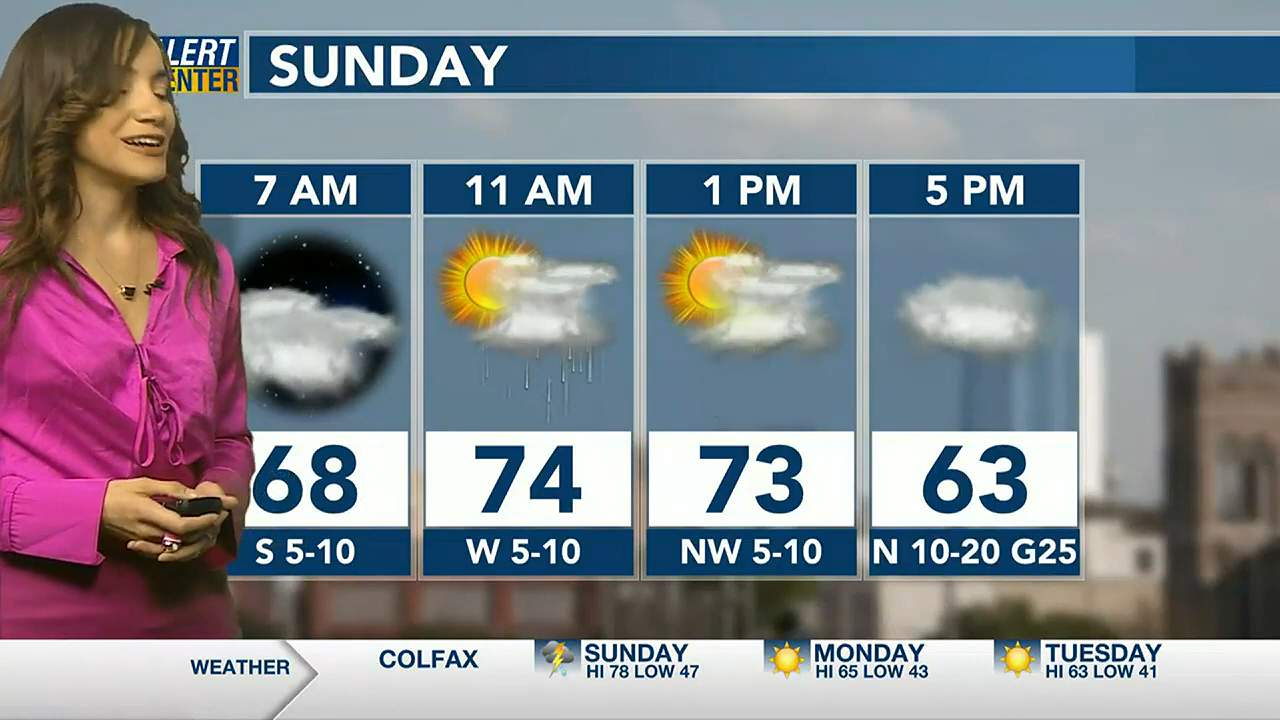 LERT
ENTER
SUNDAY
7 AM
11 AM
1 PM
5 PM
68
74
73
63
S 5-10
W 5-10
NW 5-10
N 10-20 G25
WEATHER
COLFAX
SUNDAY
HI 78 LOW 47
MONDAY
HI 65 LOW 43
TUESDAY
HI 63 LOW 41